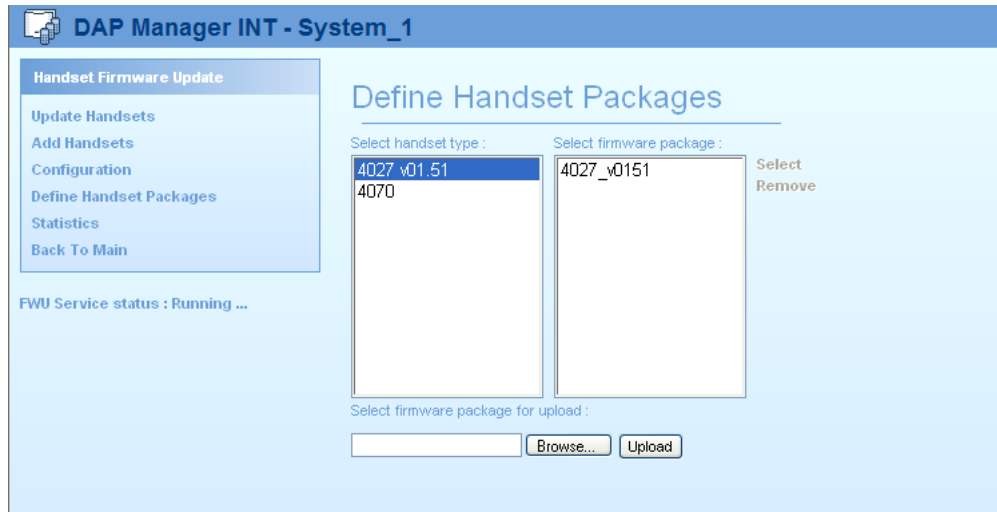 DAP Manager INT - System_1
Handset Firmware Update
Update Handsets
Add Handsets
Configuration
Define Handset Packages
Statistics
Back To Main
FWU Service status : Running ...
Define Handset Packages
Select handset type :
4027 v01.51
4070
Select firmware package :
4027_v0151
Select
Remove
Select firmware package for upload :
Browse...
Upload